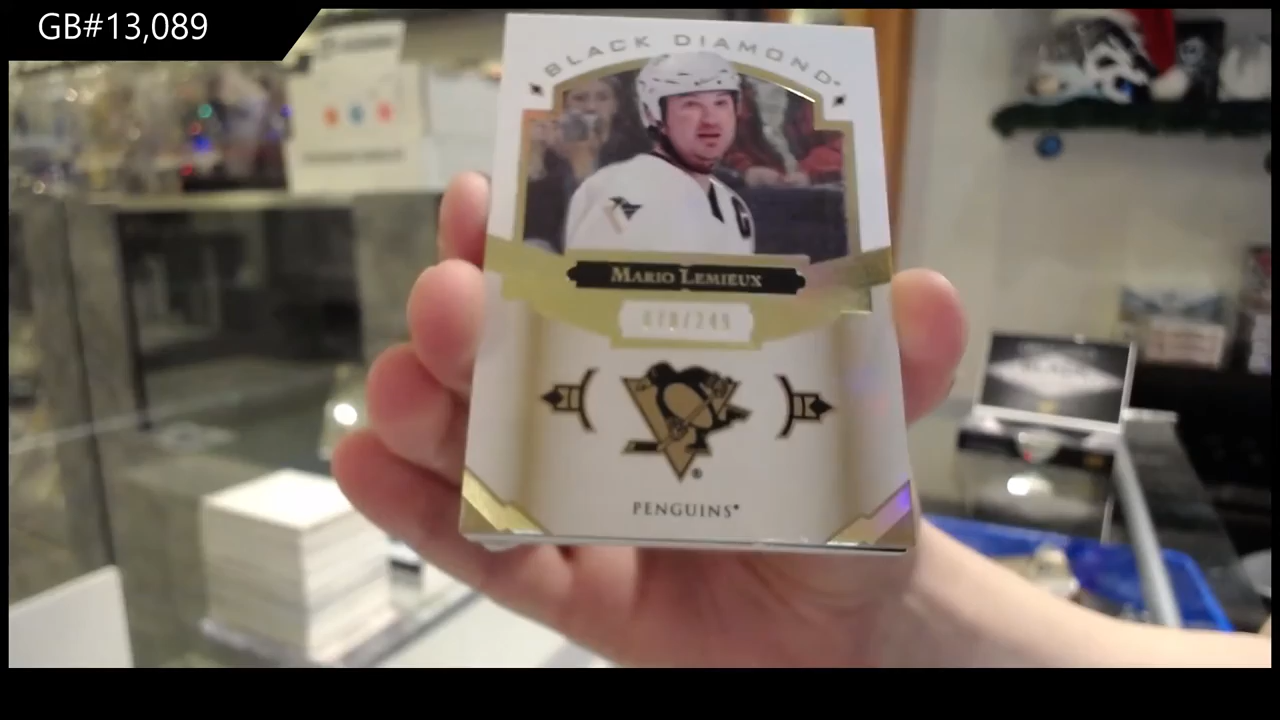 GB#13,089
BLACK DIAMOND
C
MARIO LEMIEUX
PENGUINS